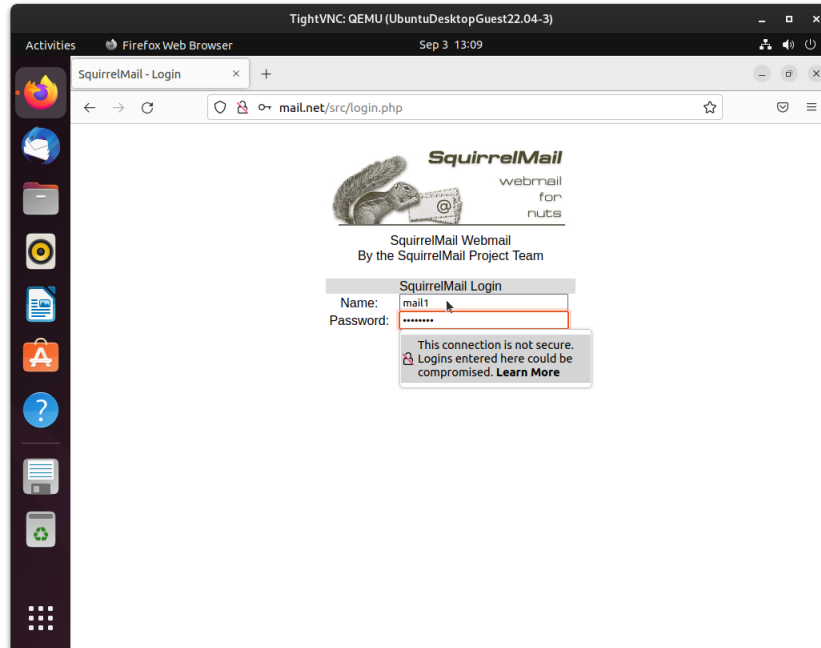 TightVNC: QEMU (UbuntuDesktopGuest22.04-3)
Activities Firefox Web Browser Sep 3 13:09
SquirrelMail - Login
mail.net/src/login.php
SquirrelMail
webmail
for
nuts
@
SquirrelMail Webmail
By the SquirrelMail Project Team
SquirrelMail Login
Name: mail1
Password: ••••••••
This connection is not secure.
Logins entered here could be
compromised. Learn More